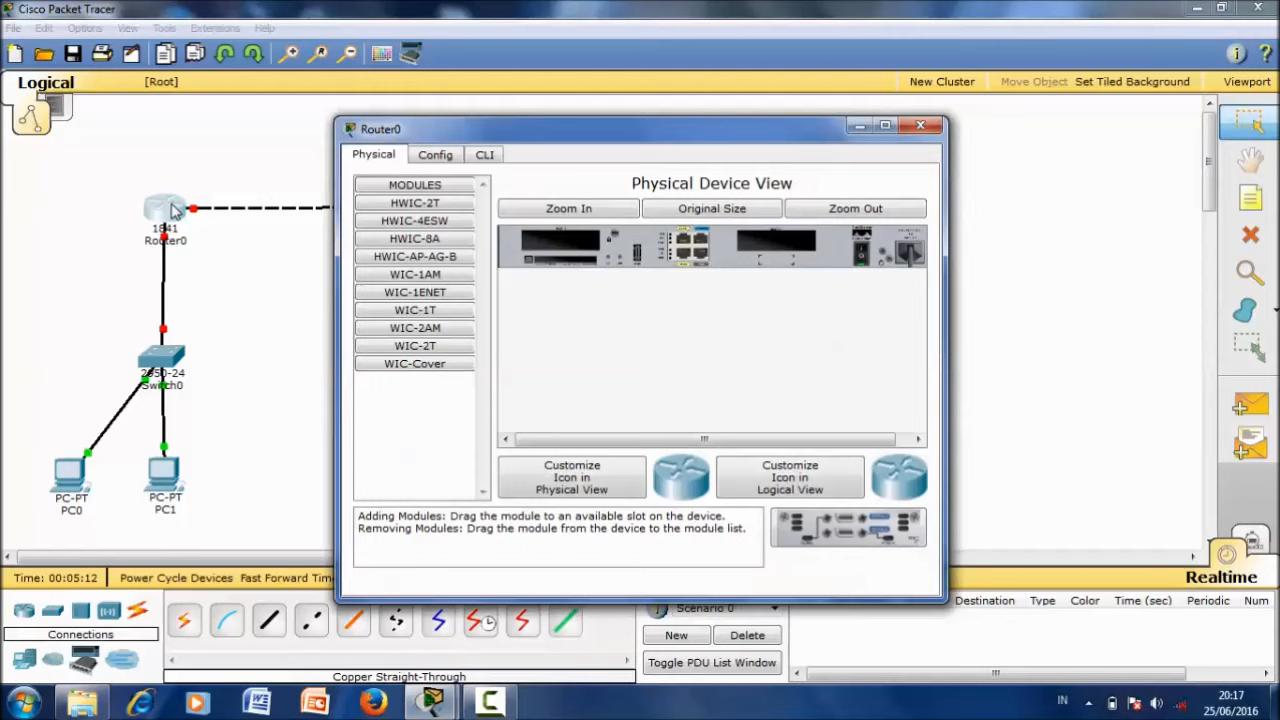 Cisco Packet Tracer
File Edit Options View Tools Extensions Help
Logical
[Root]
New Cluster
Move Object
Set Tiled Background
Viewport
1841
Router0
2950-24
Switch0
PC-PT
PC0
PC-PT
PC1
Router0
Physical
Config
CLI
MODULES
HWIC-2T
HWIC-4ESW
HWIC-8A
HWIC-AP-AG-B
WIC-1AM
WIC-1ENET
WIC-1T
WIC-2AM
WIC-2T
WIC-Cover
Physical Device View
Zoom In
Original Size
Zoom Out
Customize
Icon in
Physical View
Customize
Icon in
Logical View
Adding Modules: Drag the module to an available slot on the device.
Removing Modules: Drag the module from the device to the module list.
Time: 00:05:12
Power Cycle Devices
Fast Forward Tim
Realtime
Connections
Copper Straight-Through
Scenario 0
New
Delete
Toggle PDU List Window
Destination
Type
Color
Time (sec)
Periodic
Num
IN
20:17
25/06/2016